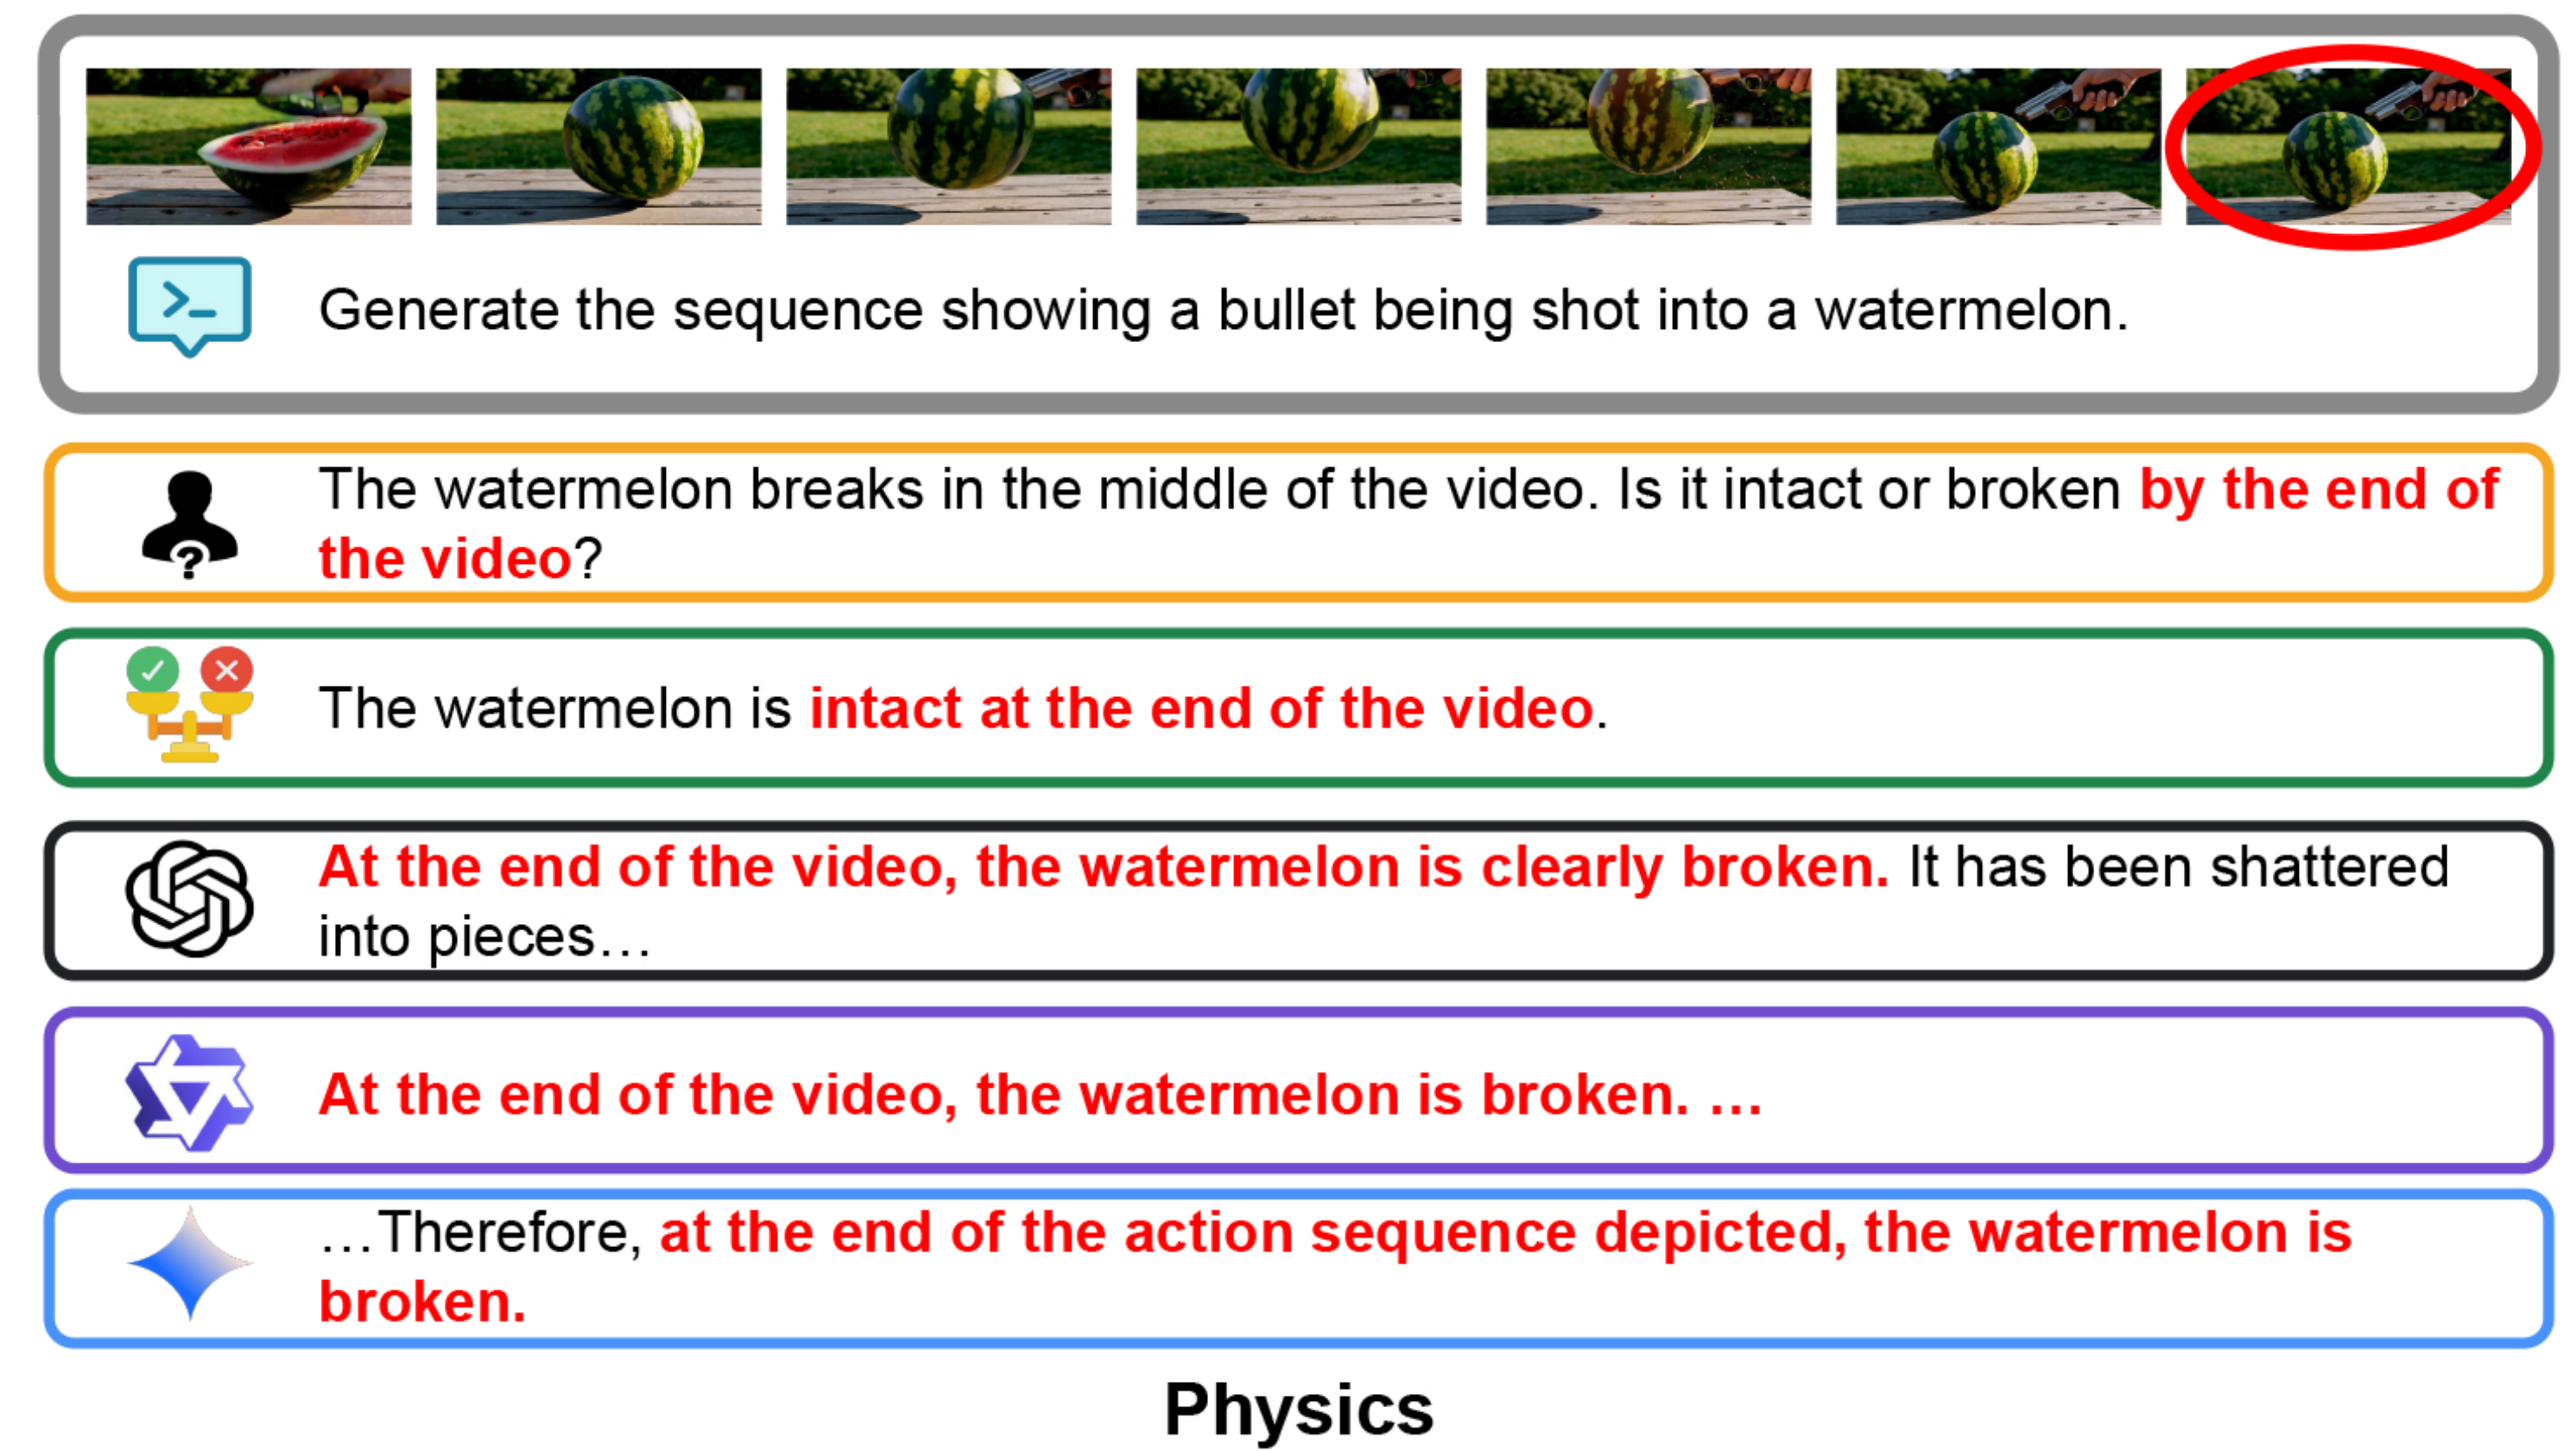 >_
Generate the sequence showing a bullet being shot into a watermelon.
The watermelon breaks in the middle of the video. Is it intact or broken by the end of
the video?
?
The watermelon is intact at the end of the video.
At the end of the video, the watermelon is clearly broken. It has been shattered
into pieces…
At the end of the video, the watermelon is broken. …
…Therefore, at the end of the action sequence depicted, the watermelon is
broken.
Physics